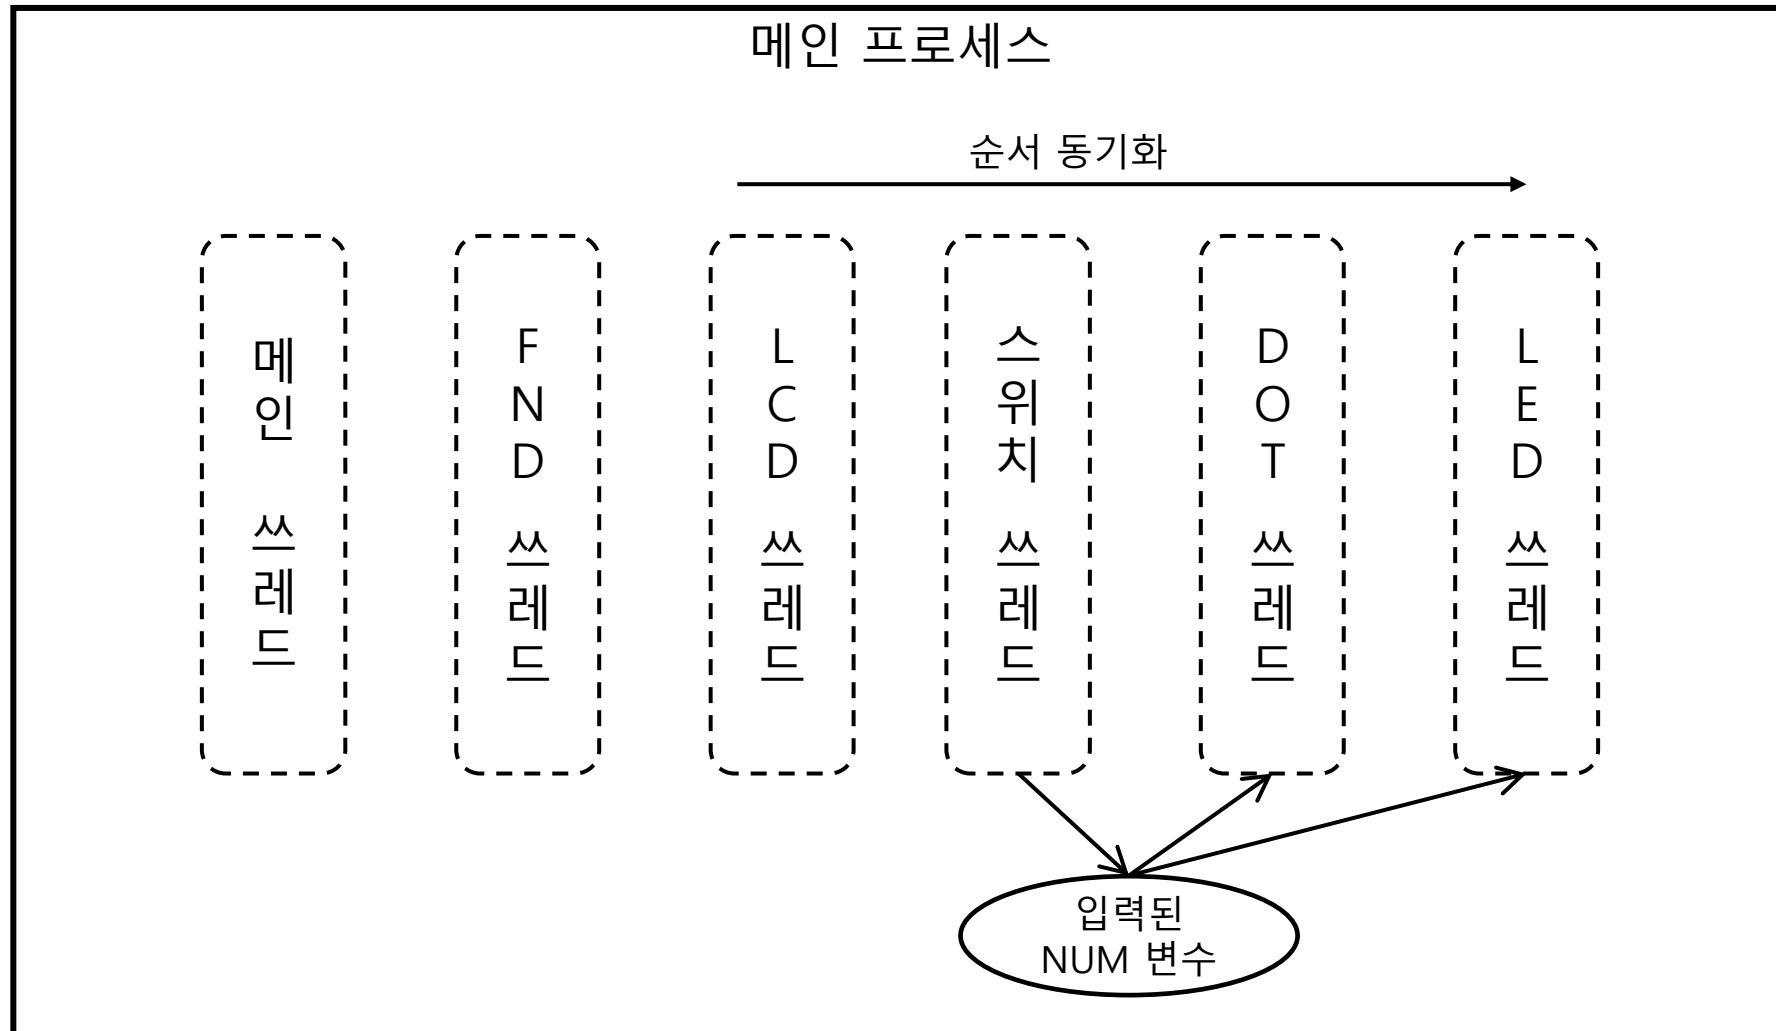 메인 프로세스
순서 동기화
메인 쓰레드
FND 쓰레드
LCD 쓰레드
스위치 쓰레드
DOT 쓰레드
LED 쓰레드
입력된
NUM 변수